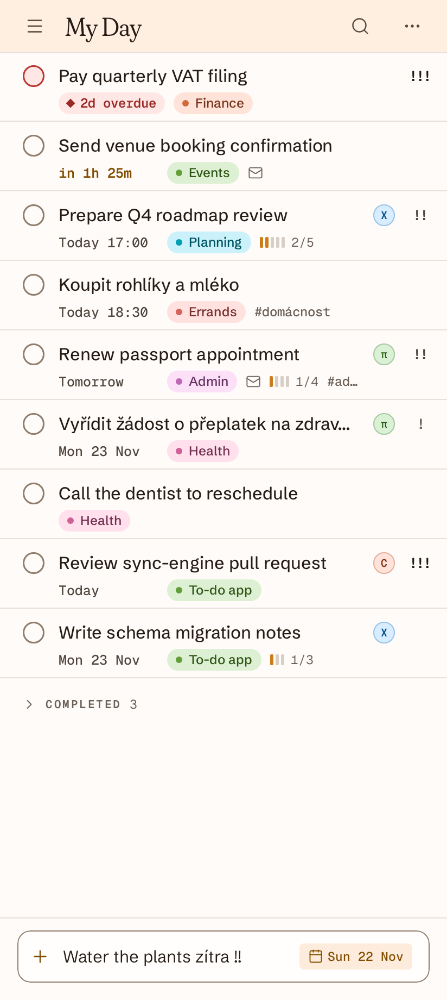 My Day
Pay quarterly VAT filing !!!
2d overdue Finance
Send venue booking confirmation
in 1h 25m Events
Prepare Q4 roadmap review X !!
Today 17:00 Planning 2/5
Koupit rohlíky a mléko
Today 18:30 Errands #domácnost
Renew passport appointment π !!
Tomorrow Admin 1/4 #ad…
Vyřídit žádost o přeplatek na zdrav… π !
Mon 23 Nov Health
Call the dentist to reschedule
Health
Review sync-engine pull request C !!!
Today To-do app
Write schema migration notes X
Mon 23 Nov To-do app 1/3
COMPLETED 3
Water the plants zítra !! Sun 22 Nov